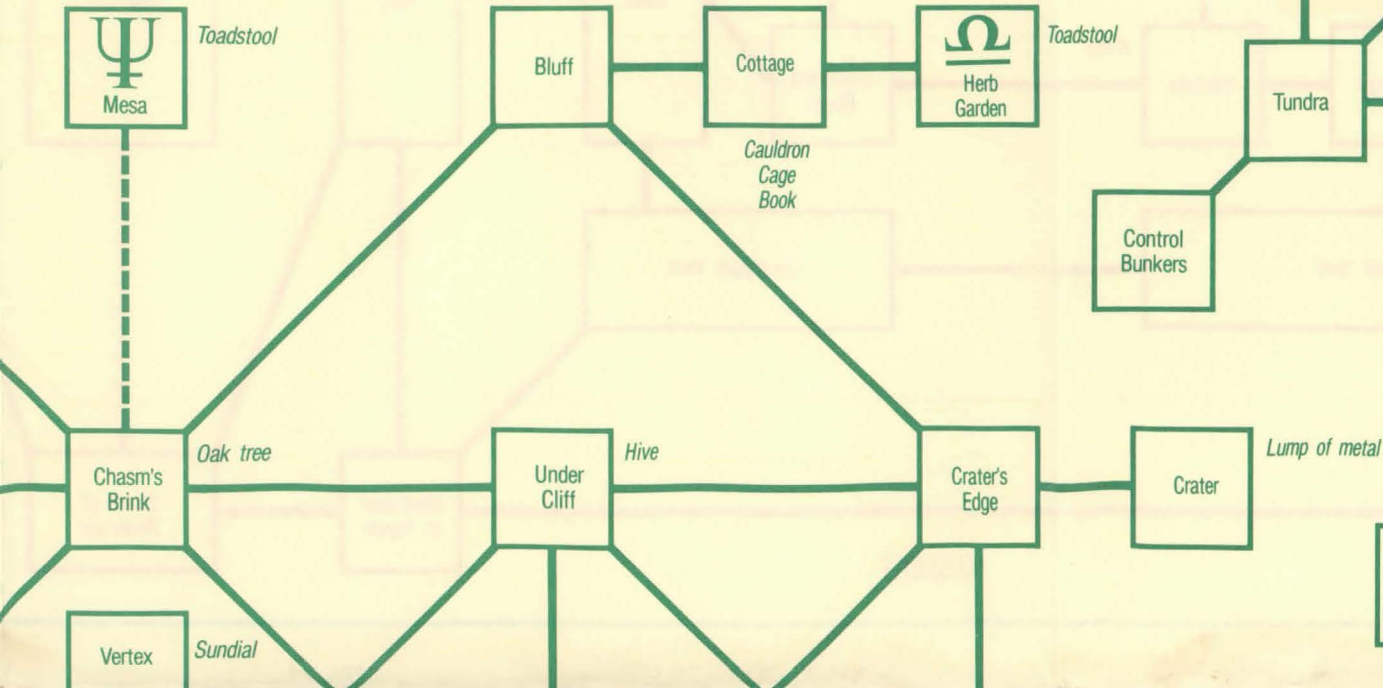 Ψ
Mesa
Toadstool
Bluff
Cottage
Cauldron
Cage
Book
Ω
Herb
Garden
Toadstool
Tundra
Control
Bunkers
Chasm's
Brink
Oak tree
Under
Cliff
Hive
Crater's
Edge
Crater
Lump of metal
Vertex
Sundial